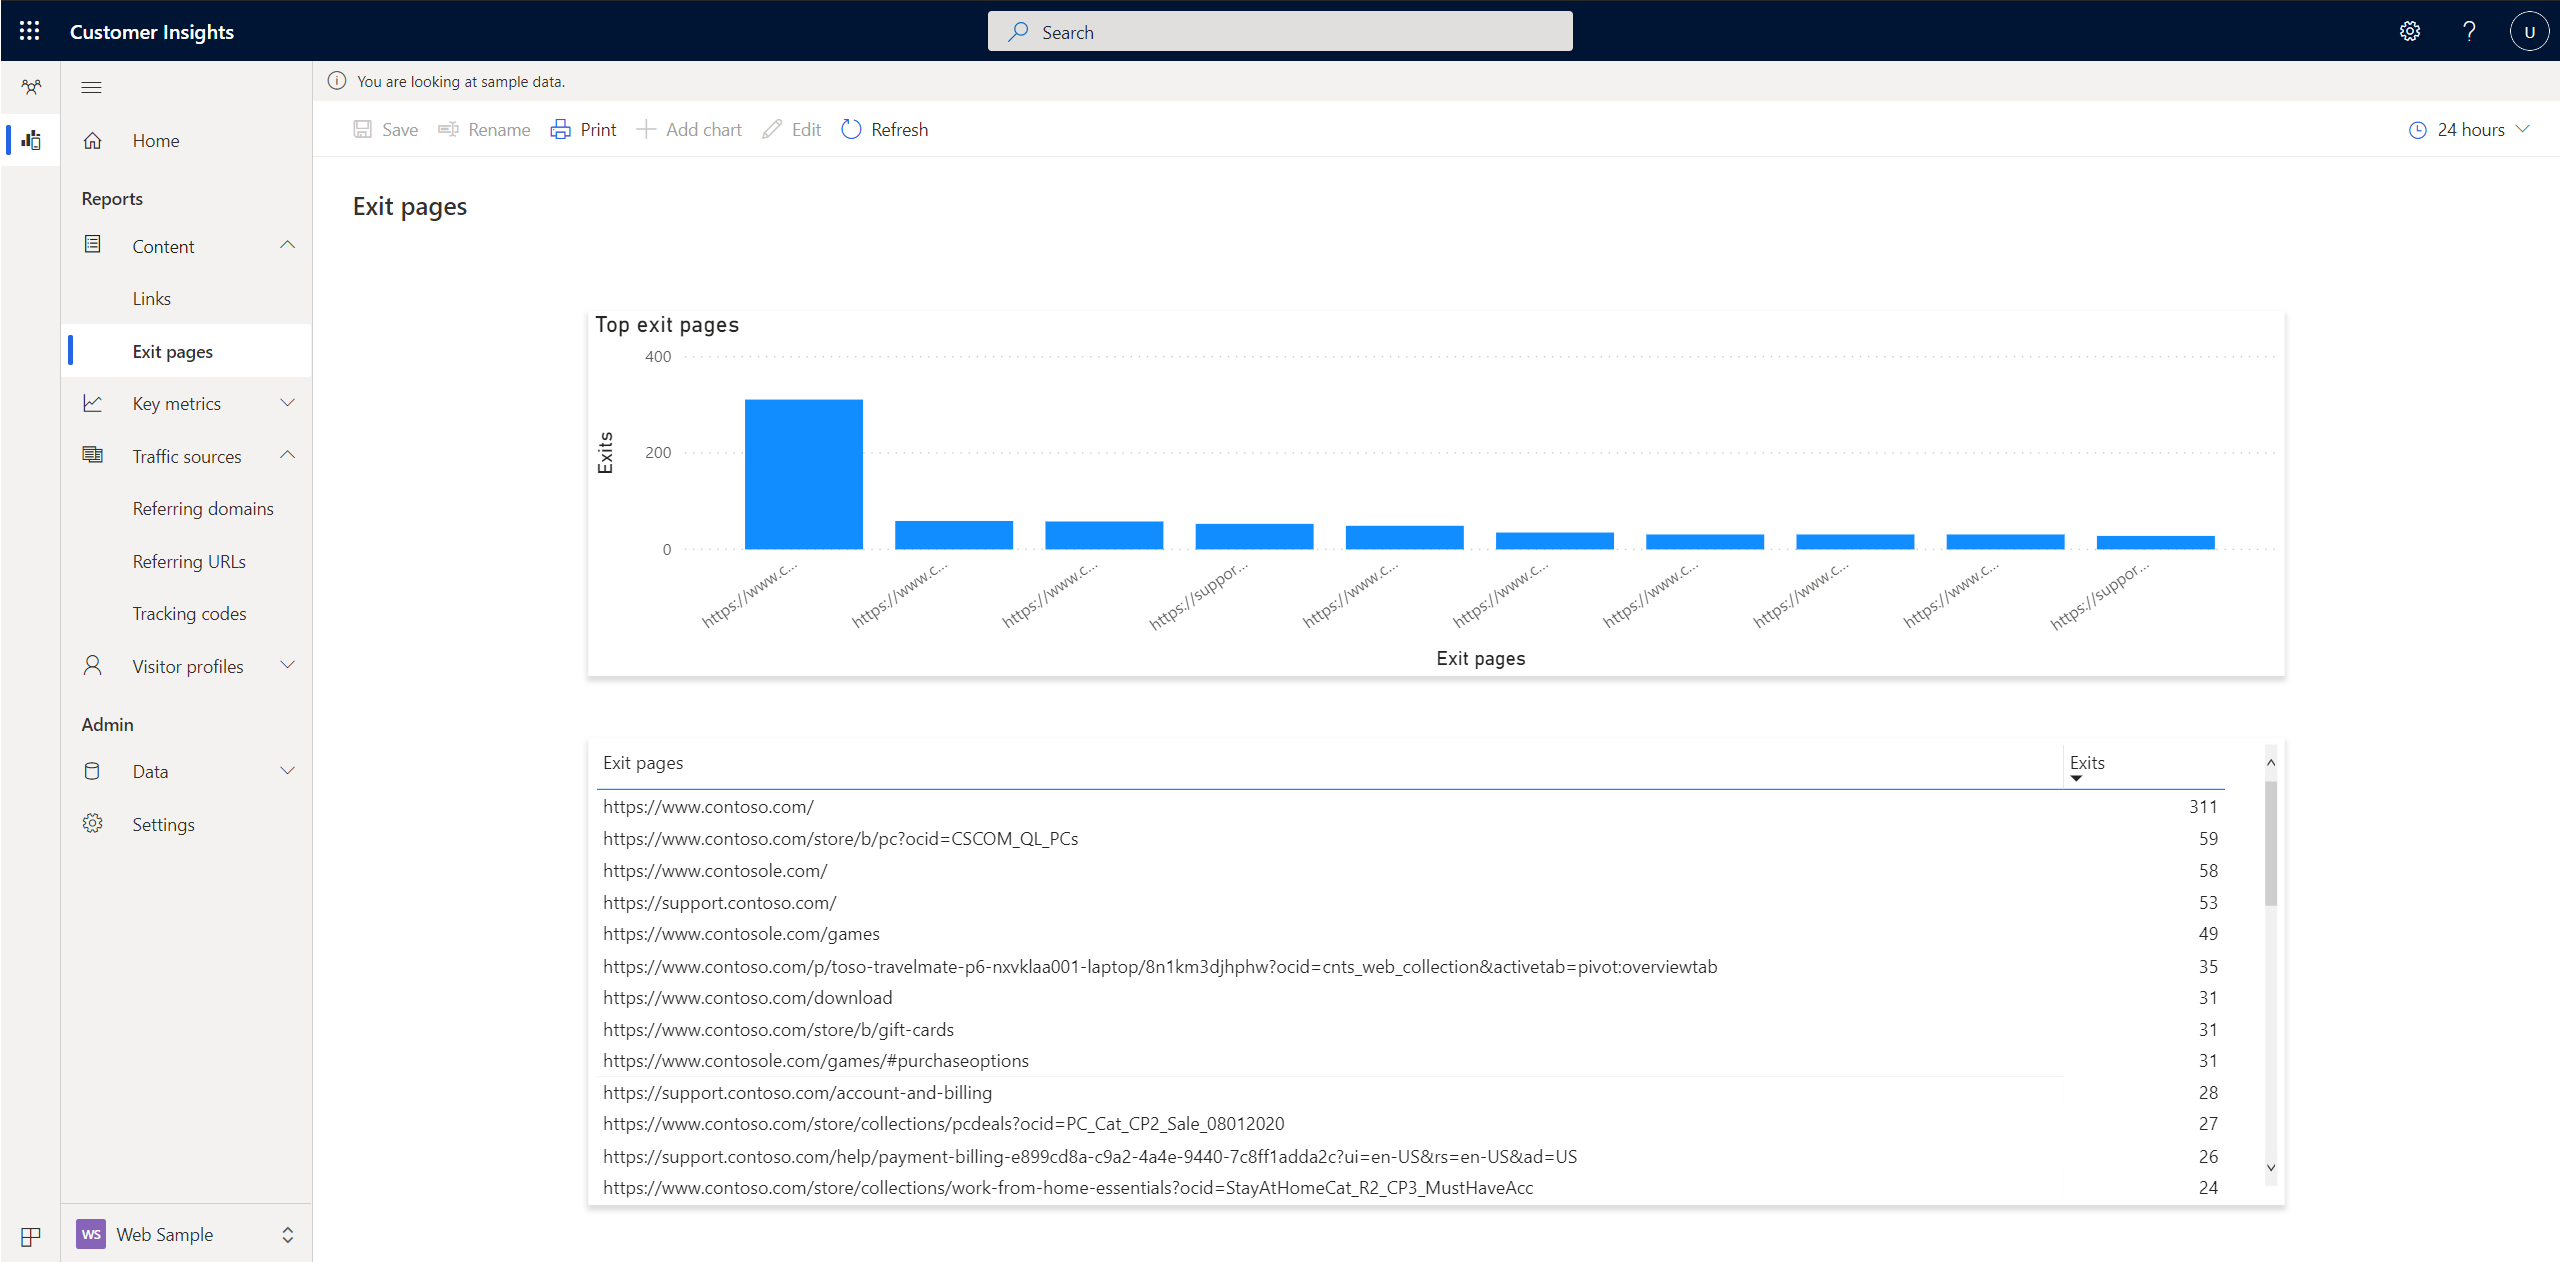 Customer Insights
Search
?
U
You are looking at sample data.
Save
Rename
Print
Add chart
Edit
Refresh
24 hours
Home
Reports
Content
Links
Exit pages
Key metrics
Traffic sources
Referring domains
Referring URLs
Tracking codes
Visitor profiles
Admin
Data
Settings
WS
Web Sample
Exit pages
Top exit pages
400
200
0
Exits
https://www.c...
https://www.c...
https://www.c...
https://suppor...
https://www.c...
https://www.c...
https://www.c...
https://www.c...
https://www.c...
https://suppor...
Exit pages
Exit pages Exits
https://www.contoso.com/ 311
https://www.contoso.com/store/b/pc?ocid=CSCOM_QL_PCs 59
https://www.contosole.com/ 58
https://support.contoso.com/ 53
https://www.contosole.com/games 49
https://www.contoso.com/p/toso-travelmate-p6-nxvklaa001-laptop/8n1km3djhphw?ocid=cnts_web_collection&activetab=pivot:overviewtab 35
https://www.contoso.com/download 31
https://www.contoso.com/store/b/gift-cards 31
https://www.contosole.com/games/#purchaseoptions 31
https://support.contoso.com/account-and-billing 28
https://www.contoso.com/store/collections/pcdeals?ocid=PC_Cat_CP2_Sale_08012020 27
https://support.contoso.com/help/payment-billing-e899cd8a-c9a2-4a4e-9440-7c8ff1adda2c?ui=en-US&rs=en-US&ad=US 26
https://www.contoso.com/store/collections/work-from-home-essentials?ocid=StayAtHomeCat_R2_CP3_MustHaveAcc 24